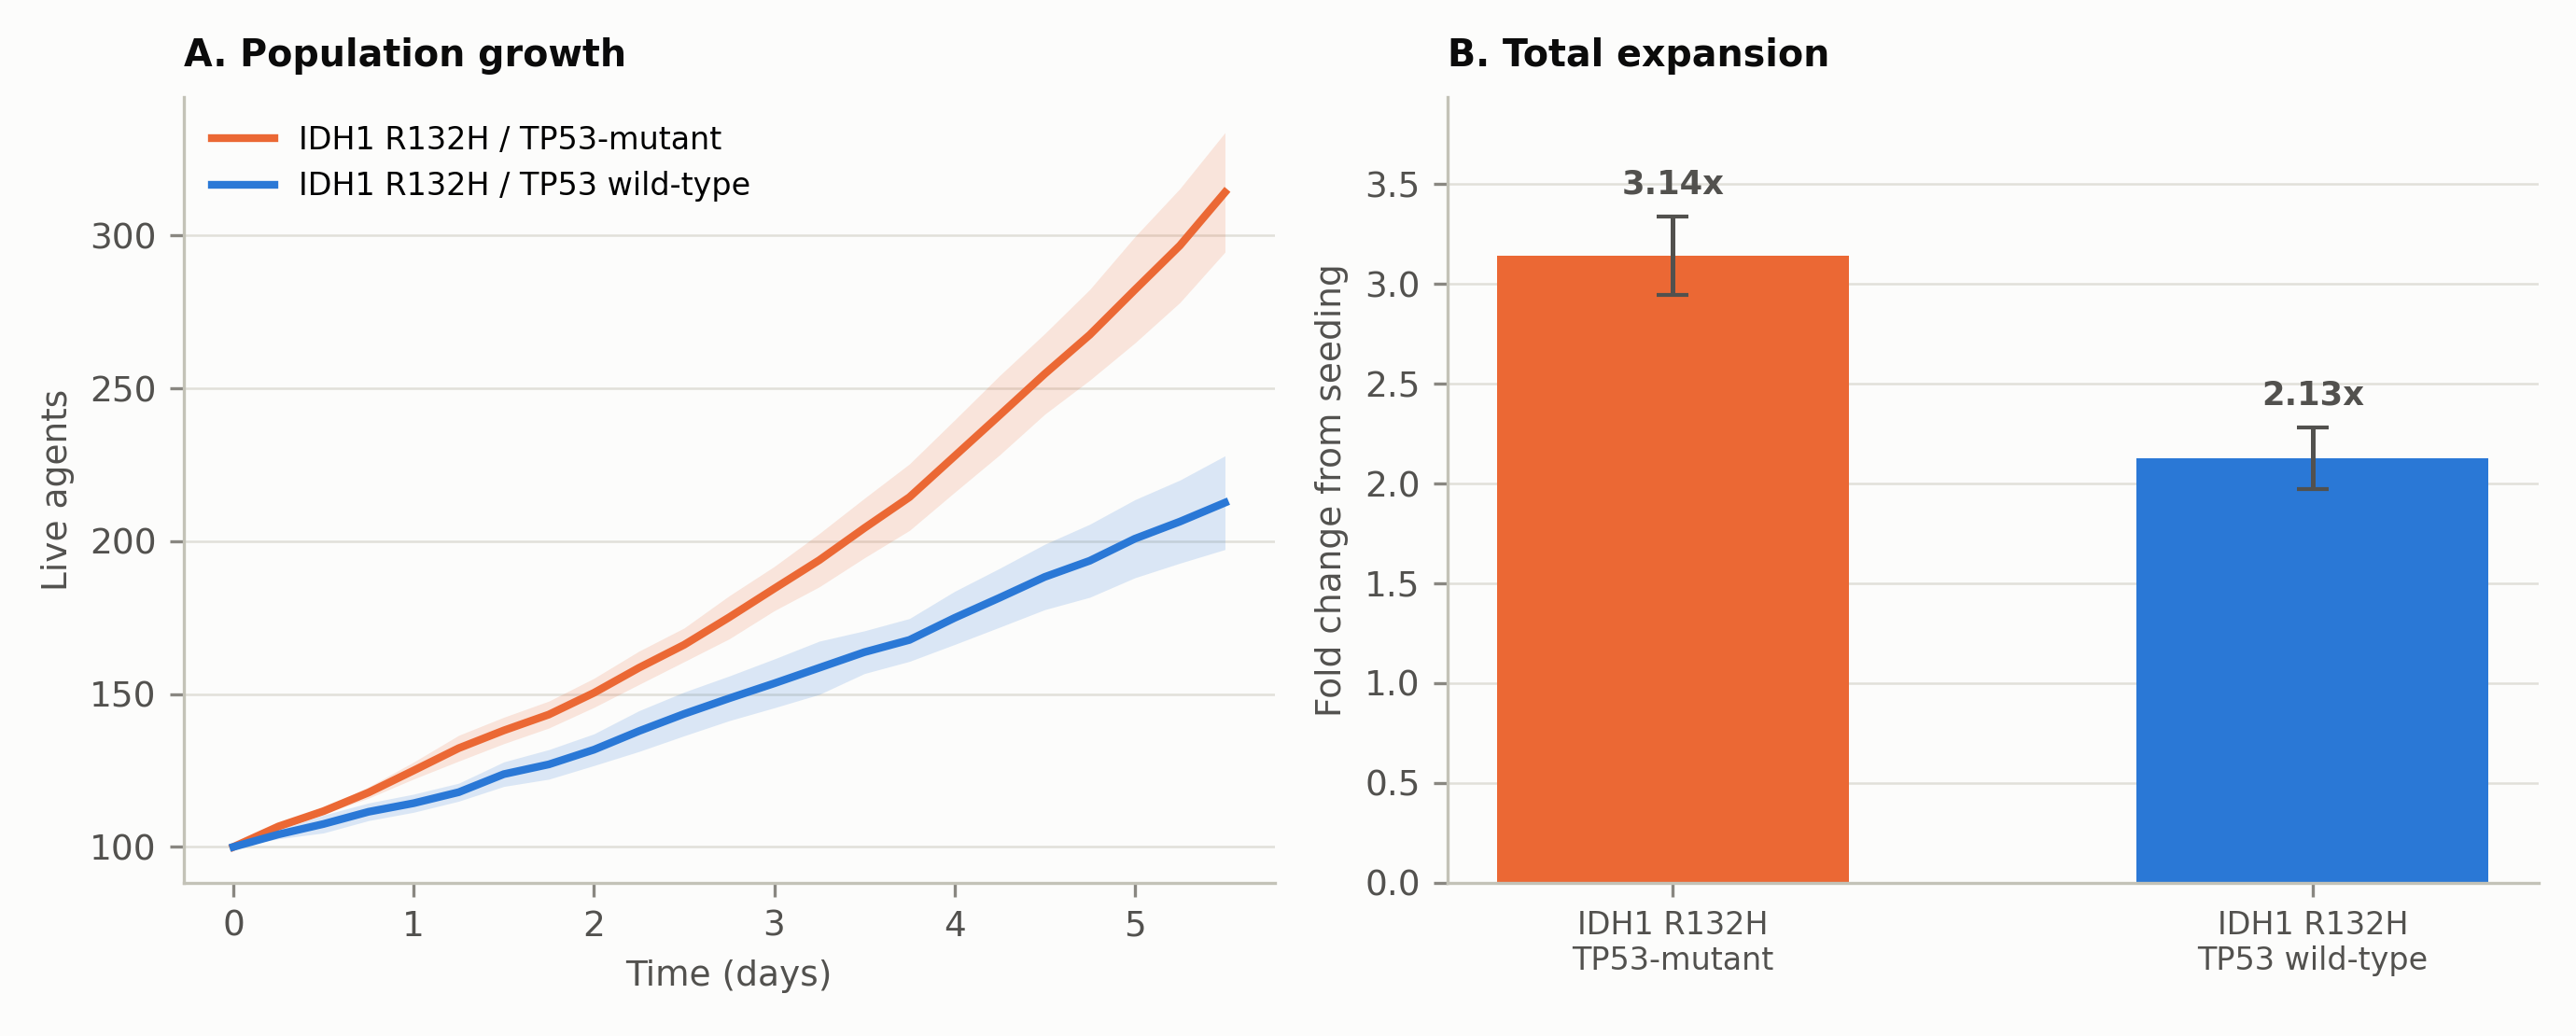 A. Population growth
IDH1 R132H / TP53-mutant
IDH1 R132H / TP53 wild-type
Live agents
300
250
200
150
100
0
1
2
3
4
5
Time (days)
B. Total expansion
Fold change from seeding
3.5
3.0
2.5
2.0
1.5
1.0
0.5
0.0
3.14x
2.13x
IDH1 R132H
TP53-mutant
IDH1 R132H
TP53 wild-type